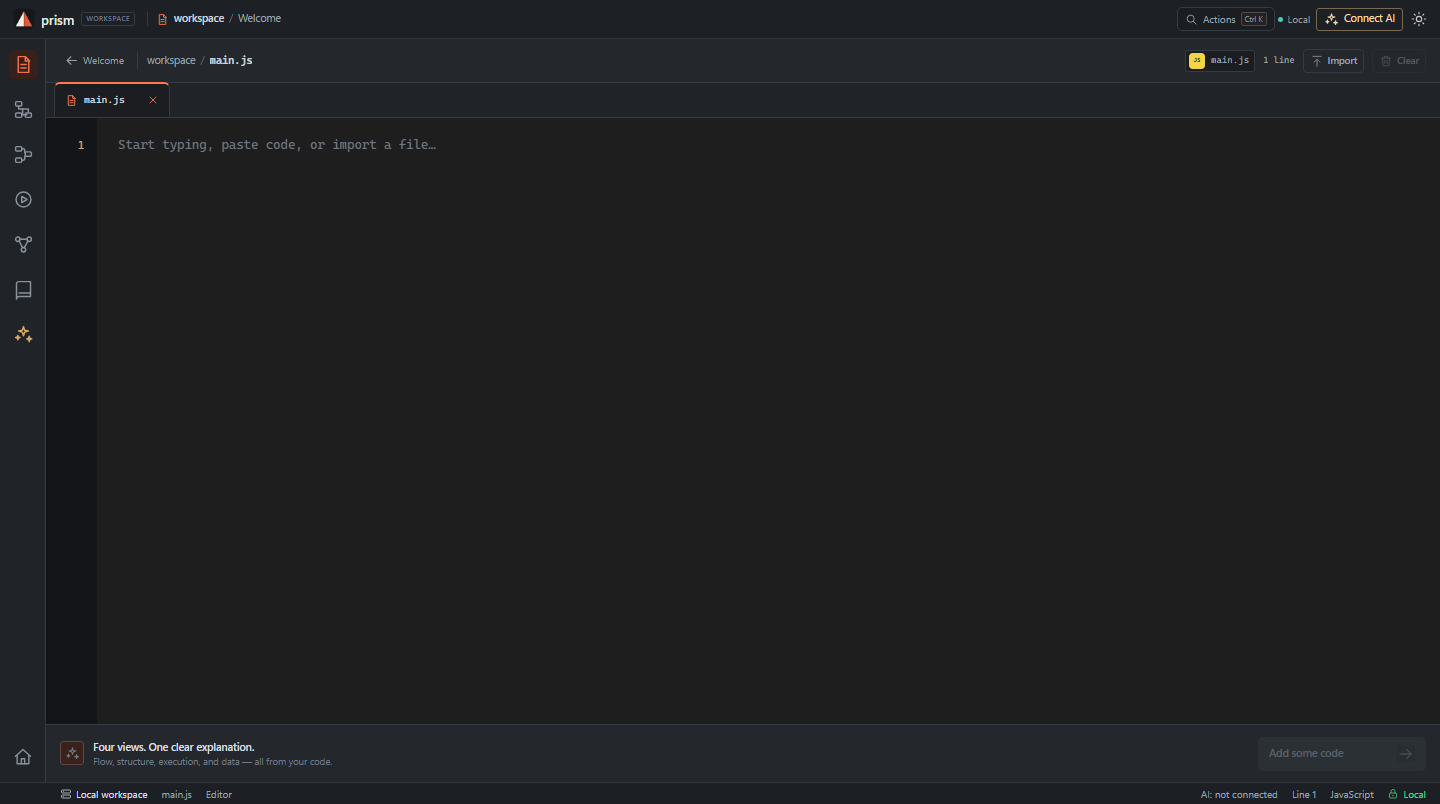 prism WORKSPACE workspace / Welcome Actions Ctrl K Local Connect AI
Welcome workspace / main.js JS main.js 1 line Import Clear
main.js
1 Start typing, paste code, or import a file…
Four views. One clear explanation.
Flow, structure, execution, and data — all from your code.
Add some code
Local workspace main.js Editor AI: not connected Line 1 JavaScript Local